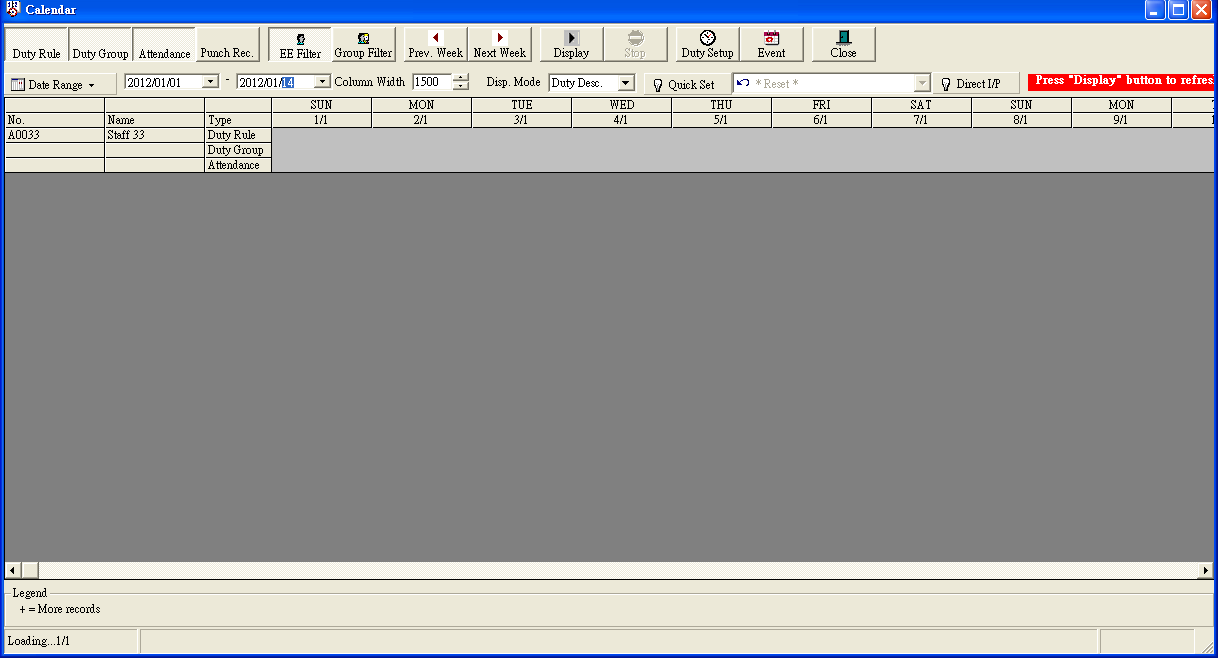 Calendar
Duty Rule Duty Group Attendance Punch Rec. EE Filter Group Filter Prev. Week Next Week Display Stop Duty Setup Event Close
Date Range 2012/01/01 - 2012/01/14 Column Width 1500 Disp. Mode Duty Desc. Quick Set *Reset* Direct I/P Press "Display" button to refres
SUN MON TUE WED THU FRI SAT SUN MON
No. Name Type 1/1 2/1 3/1 4/1 5/1 6/1 7/1 8/1 9/1
A0033 Staff 33 Duty Rule
Duty Group
Attendance
Legend
+ = More records
Loading...1/1